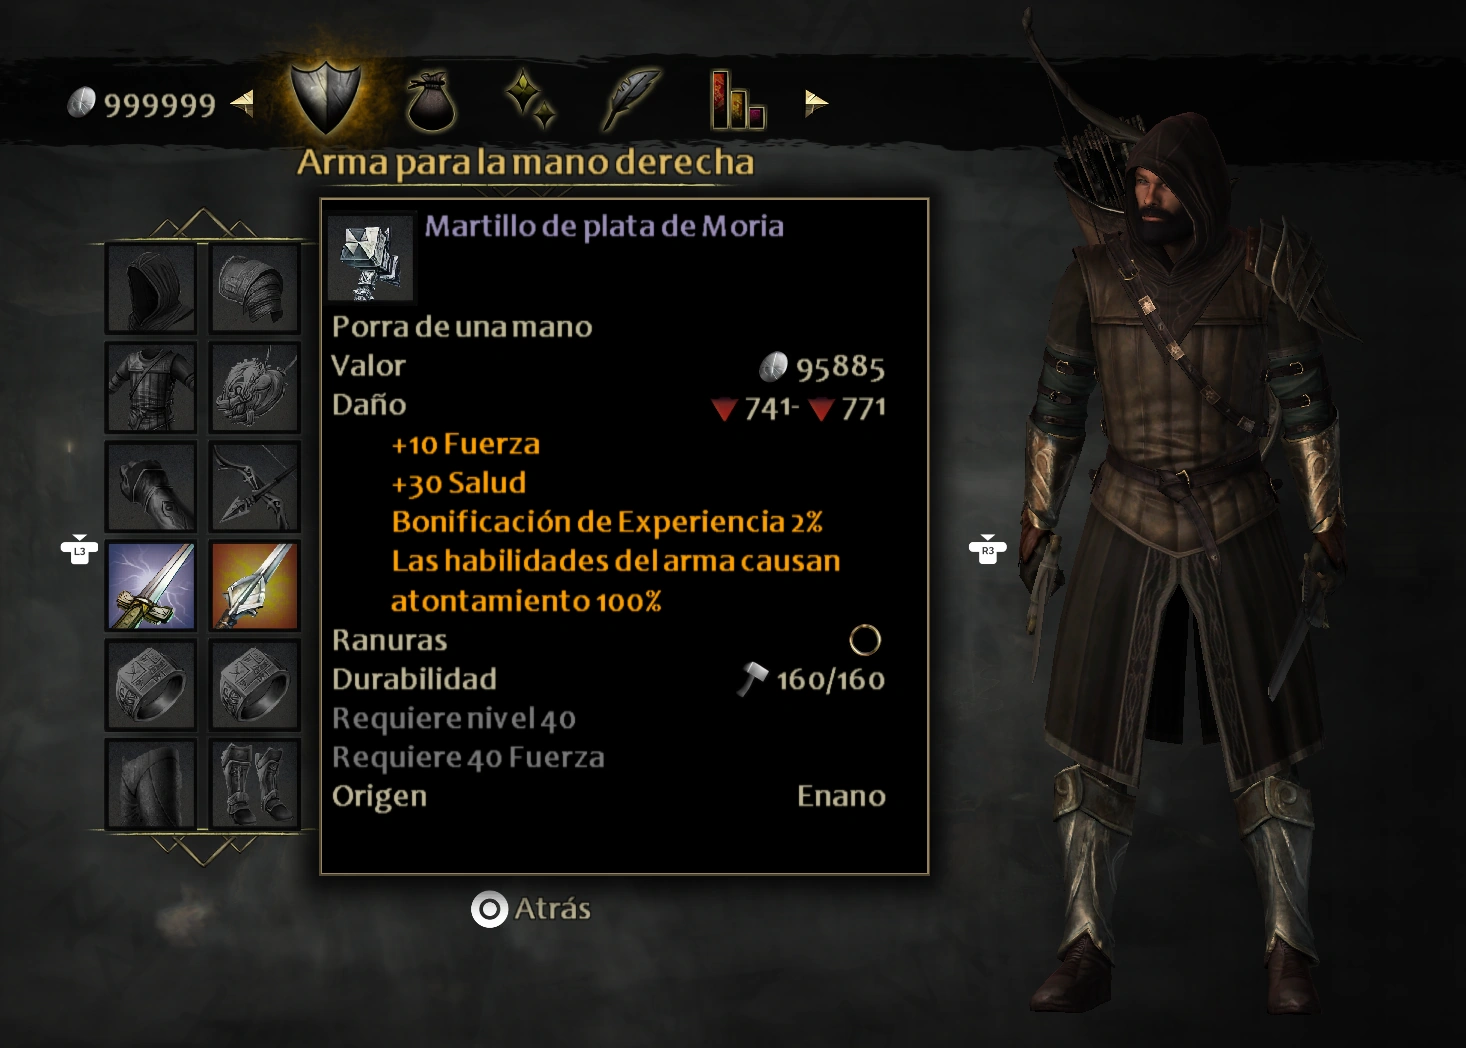 999999
Arma para la mano derecha
Martillo de plata de Moria
Porra de una mano
Valor 95885
Daño 741- 771
+10 Fuerza
+30 Salud
Bonificación de Experiencia 2%
Las habilidades del arma causan
atontamiento 100%
Ranuras
Durabilidad 160/160
Requiere nivel 40
Requiere 40 Fuerza
Origen Enano
L3
R3
Atrás